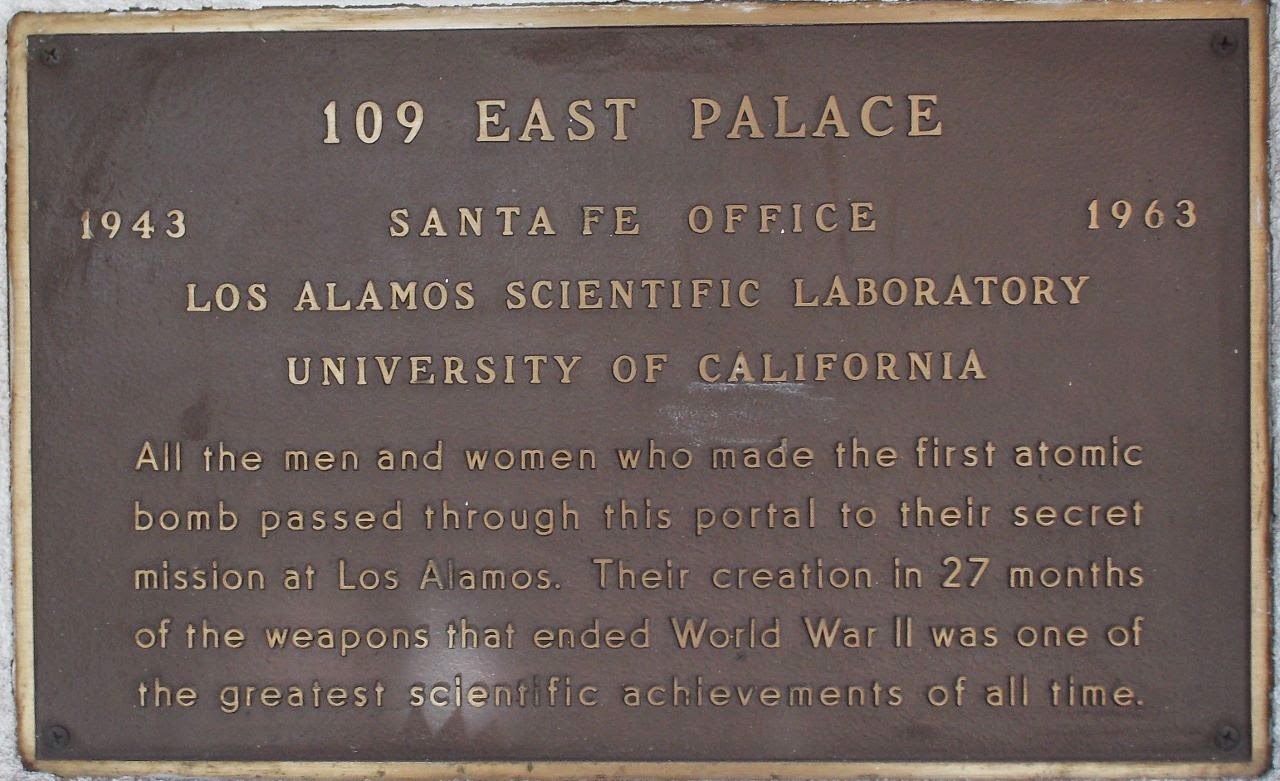 109 EAST PALACE
1943 SANTA FE OFFICE 1963
LOS ALAMOS SCIENTIFIC LABORATORY
UNIVERSITY OF CALIFORNIA
All the men and women who made the first atomic
bomb passed through this portal to their secret
mission at Los Alamos. Their creation in 27 months
of the weapons that ended World War II was one of
the greatest scientific achievements of all time.